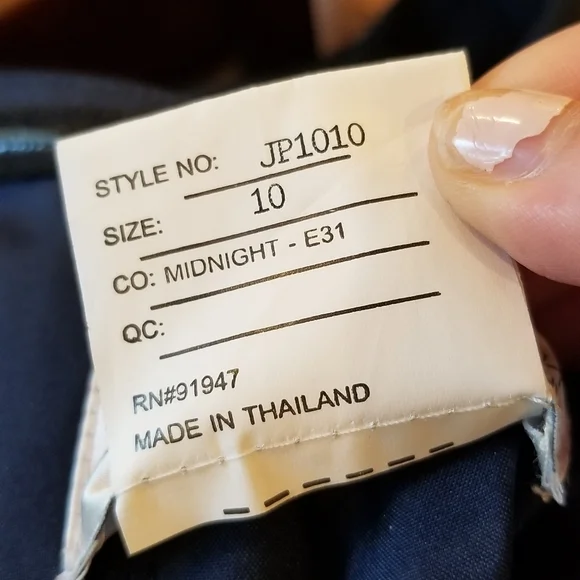 STYLE NO: JP1010
SIZE: 10
CO: MIDNIGHT - E31
QC:
RN#91947
MADE IN THAILAND